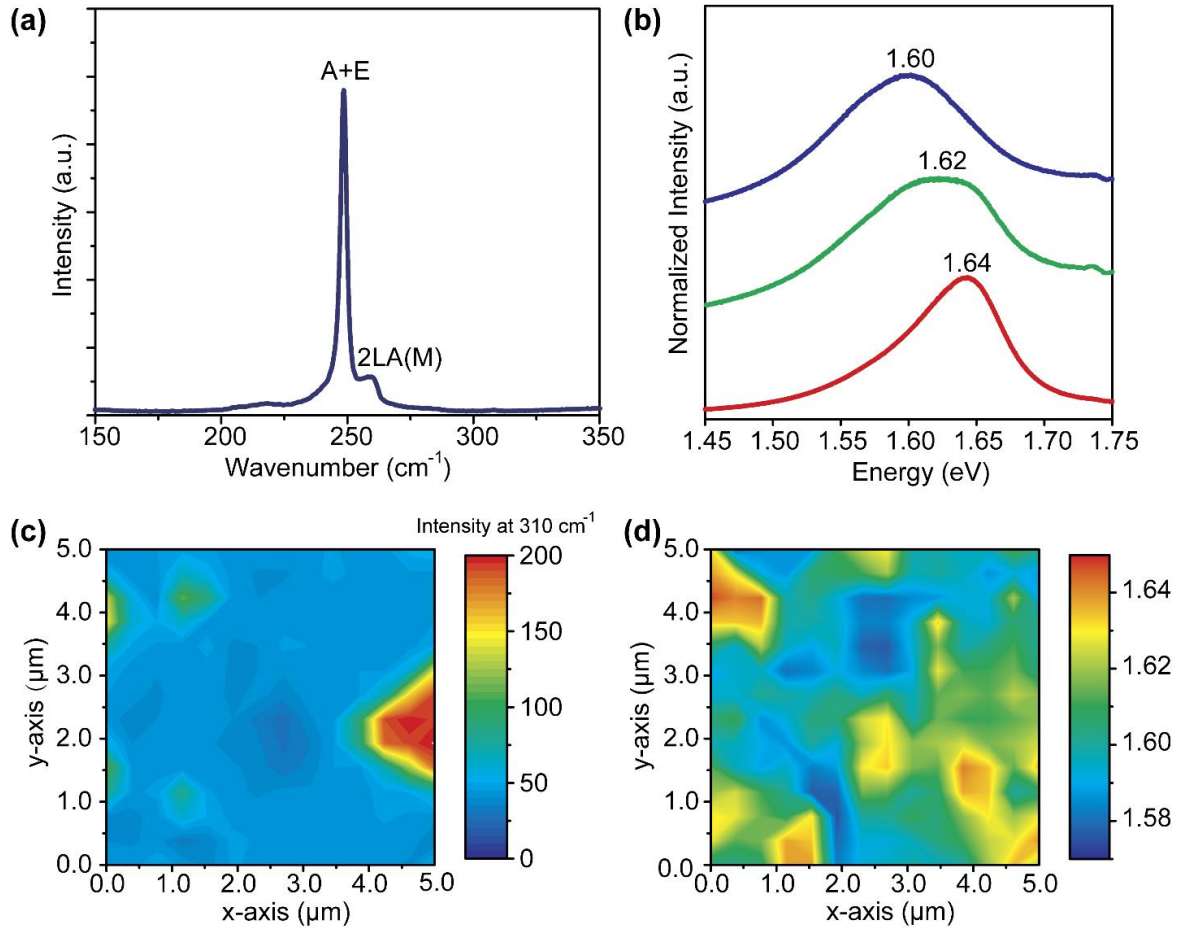 (a)
A+E
2LA(M)
Intensity (a.u.)
150 200 250 300 350
Wavenumber (cm⁻¹)
(b)
1.60
1.62
1.64
Normalized Intensity (a.u.)
1.45 1.50 1.55 1.60 1.65 1.70 1.75
Energy (eV)
(c)
Intensity at 310 cm⁻¹
5.0
4.0
3.0
2.0
1.0
0.0
y-axis (µm)
0.0 1.0 2.0 3.0 4.0 5.0
x-axis (µm)
200
150
100
50
0
(d)
5.0
4.0
3.0
2.0
1.0
0.0
y-axis (µm)
0.0 1.0 2.0 3.0 4.0 5.0
x-axis (µm)
1.64
1.62
1.60
1.58